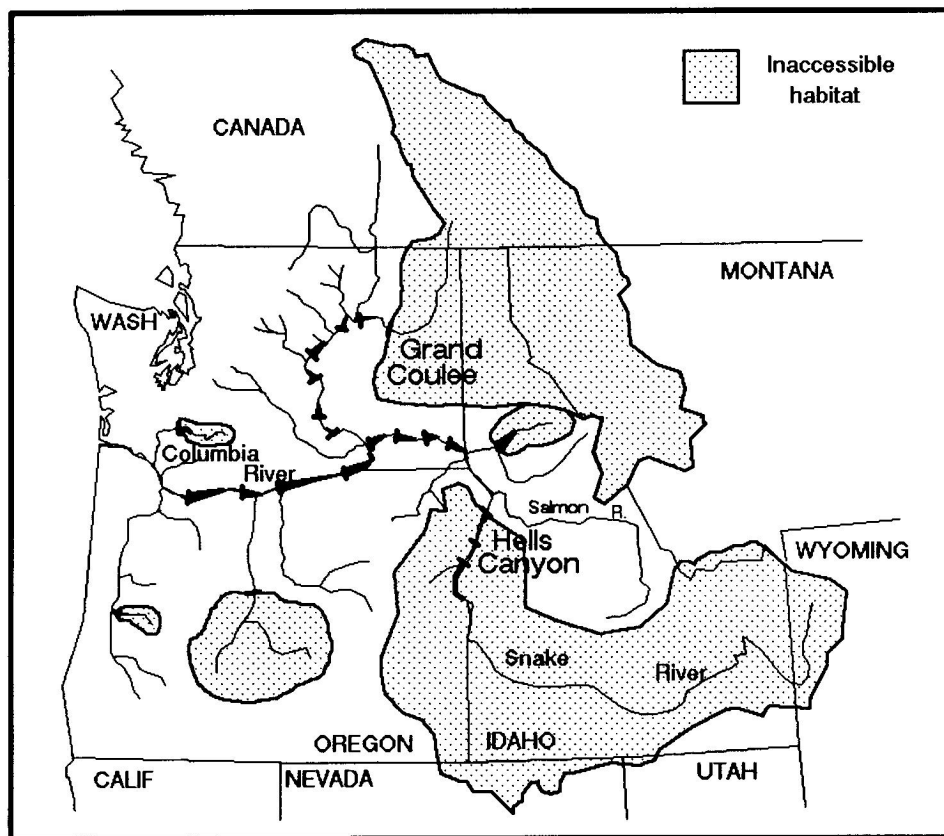 Inaccessible
habitat
CANADA
MONTANA
WASH
Grand
Coulee
Columbia
River
Salmon
R.
Hells
Canyon
WYOMING
Snake
River
OREGON
IDAHO
CALIF
NEVADA
UTAH